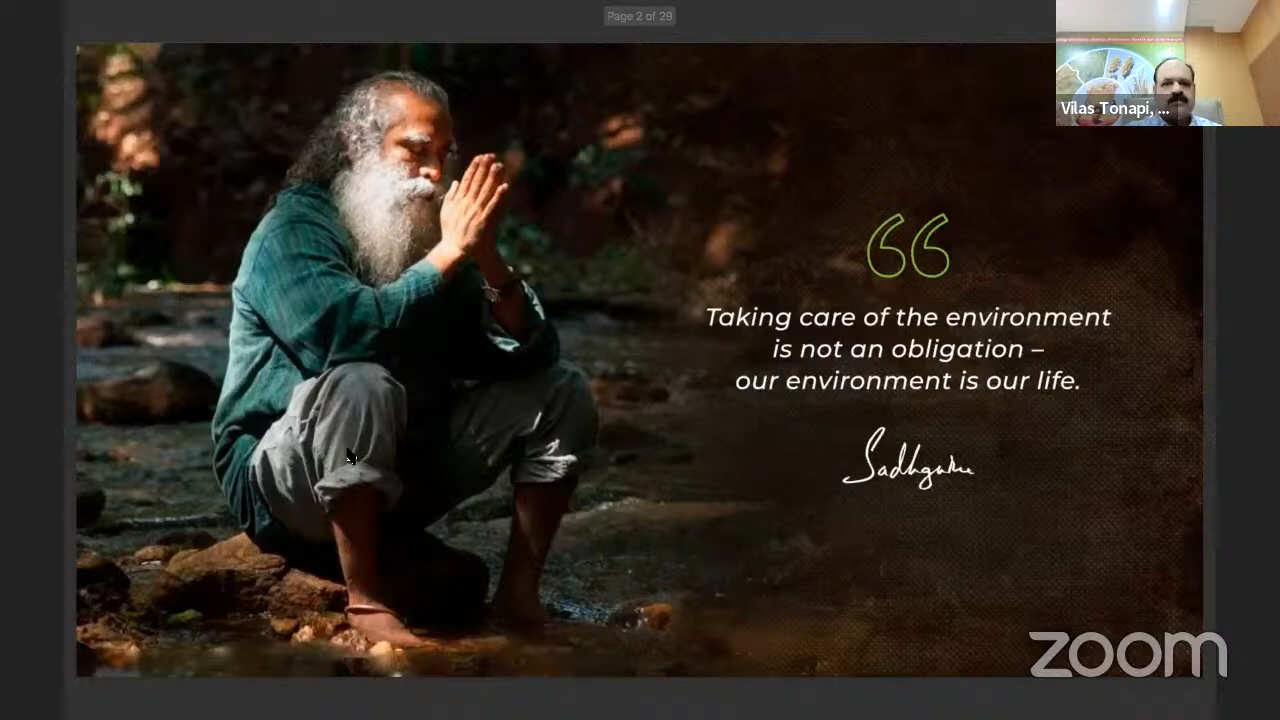 Page 2 of 29
Vilas Tonapi, ...
Taking care of the environment
is not an obligation –
our environment is our life.
Sadhguru
zoom